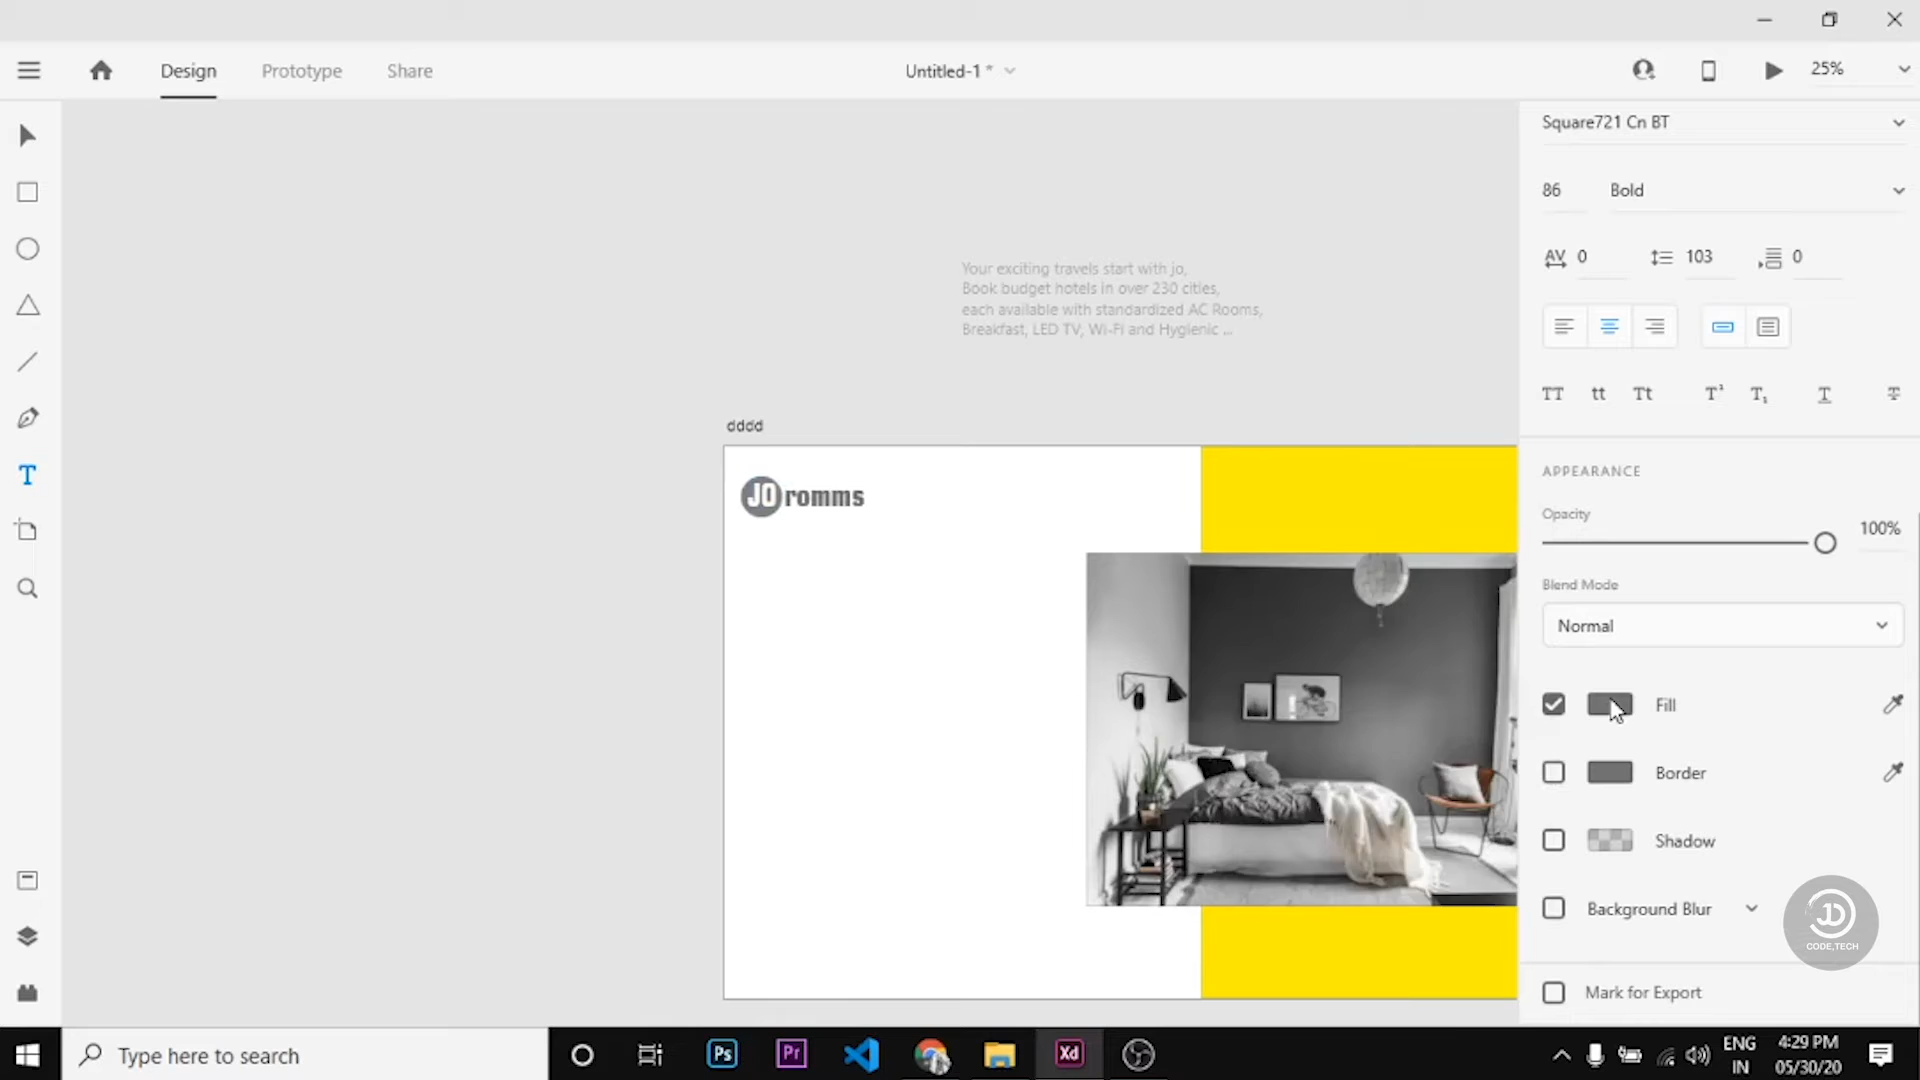 Design
Prototype
Share
Untitled-1 *
25%
Square721 Cn BT
86
Bold
AV 0
103
0
TT
tt
Tt
T¹
T₁
T
T
Your exciting travels start with jo,
Book budget hotels in over 230 cities,
each available with standardized AC Rooms,
Breakfast, LED TV, Wi-Fi and Hygienic ...
dddd
JO romms
APPEARANCE
Opacity
100%
Blend Mode
Normal
Fill
Border
Shadow
Background Blur
JD
CODE,TECH
Mark for Export
T
Type here to search
Ps
Pr
Xd
ENG
IN
4:29 PM
05/30/20